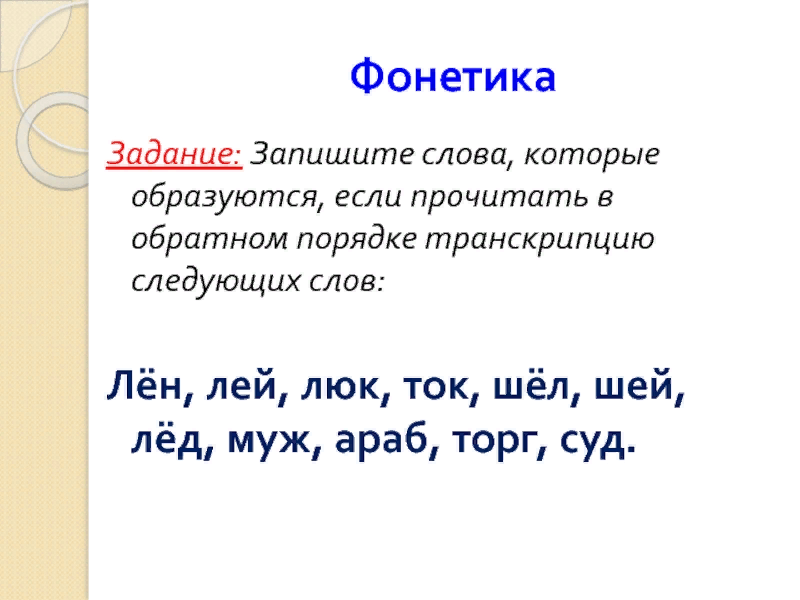 Фонетика
Задание: Запишите слова, которые
образуются, если прочитать в
обратном порядке транскрипцию
следующих слов:
Лён, лей, люк, ток, шёл, шей,
лёд, муж, араб, торг, суд.